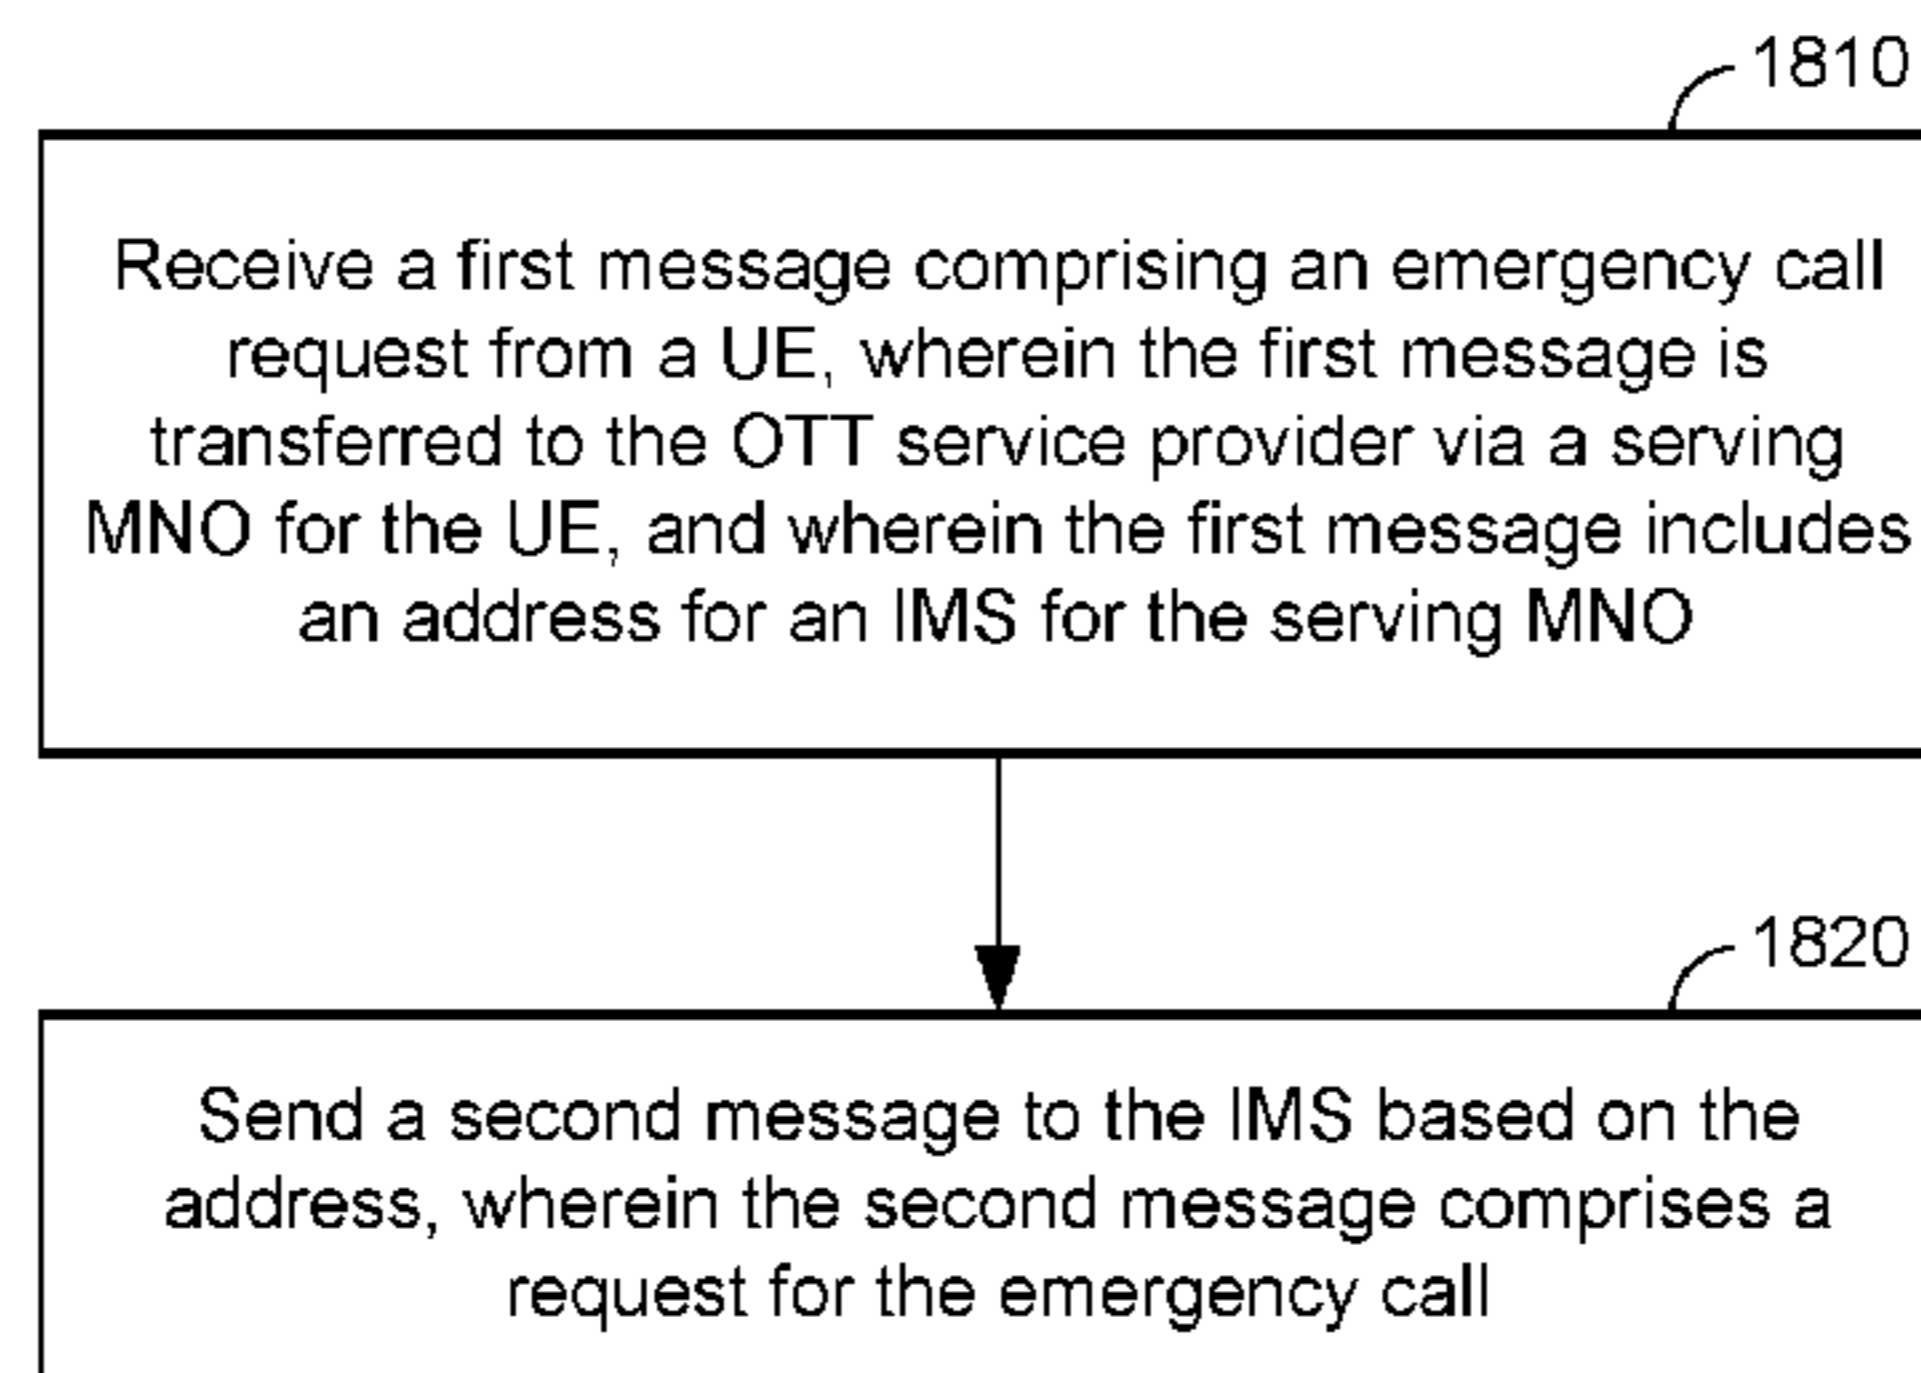 1810
Receive a first message comprising an emergency call
request from a UE, wherein the first message is
transferred to the OTT service provider via a serving
MNO for the UE, and wherein the first message includes
an address for an IMS for the serving MNO
1820
Send a second message to the IMS based on the
address, wherein the second message comprises a
request for the emergency call